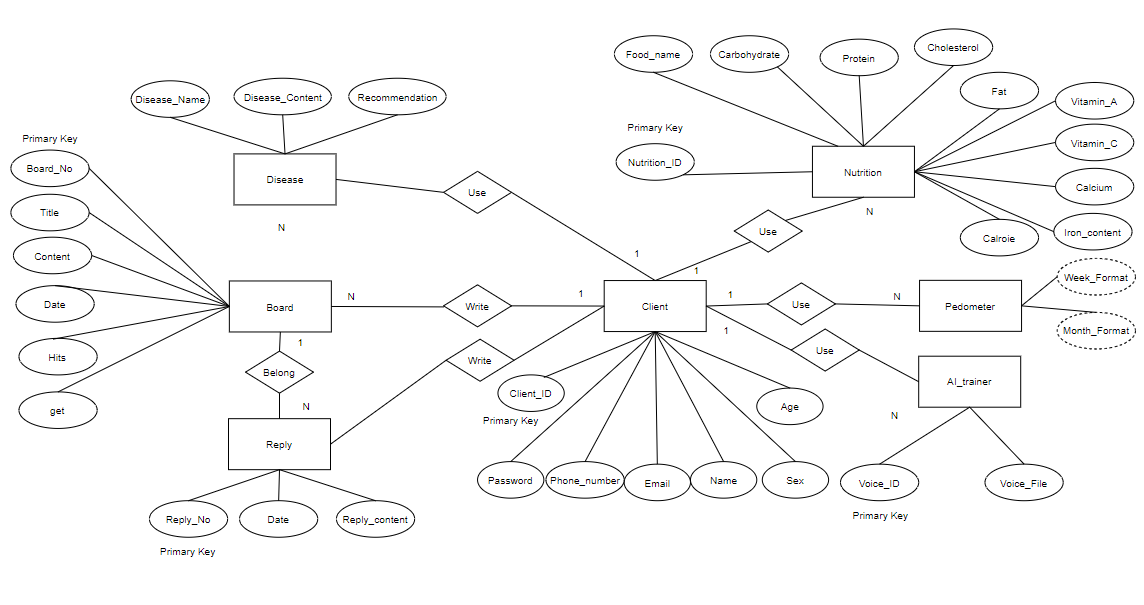 Food_name
Carbohydrate
Protein
Cholesterol
Fat
Vitamin_A
Disease_Name
Disease_Content
Recommendation
Primary Key
Vitamin_C
Primary Key
Board_No
Nutrition_ID
Nutrition
Disease
Calcium
Use
Title
N
N
Use
Calroie
Iron_content
Content
1
1
Week_Format
Date
Board
N
Write
1
Client
1
Use
N
Pedometer
Month_Format
1
1
Hits
Write
Use
Belong
AI_trainer
get
N
Client_ID
Age
N
Primary Key
Reply
Password
Phone_number
Email
Name
Sex
Voice_ID
Voice_File
Reply_No
Date
Reply_content
Primary Key
Primary Key